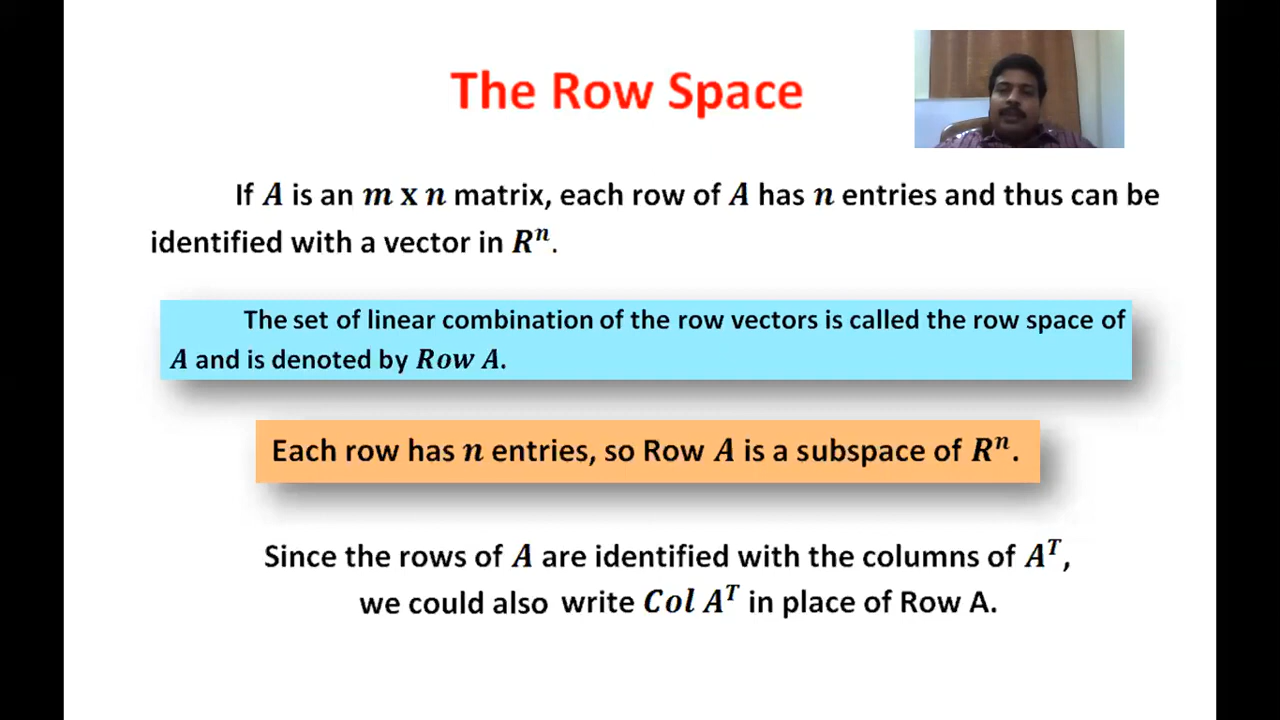 The Row Space
If A is an m x n matrix, each row of A has n entries and thus can be
identified with a vector in Rⁿ.
The set of linear combination of the row vectors is called the row space of
A and is denoted by Row A.
Each row has n entries, so Row A is a subspace of Rⁿ.
Since the rows of A are identified with the columns of Aᵀ,
we could also write Col Aᵀ in place of Row A.